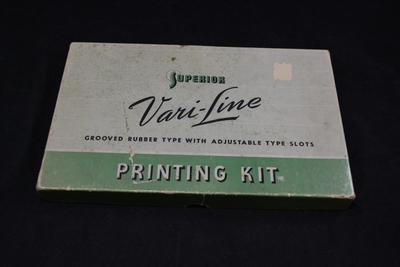 SUPERIOR
Vari-Line
GROOVED RUBBER TYPE WITH ADJUSTABLE TYPE SLOTS
PRINTING KIT